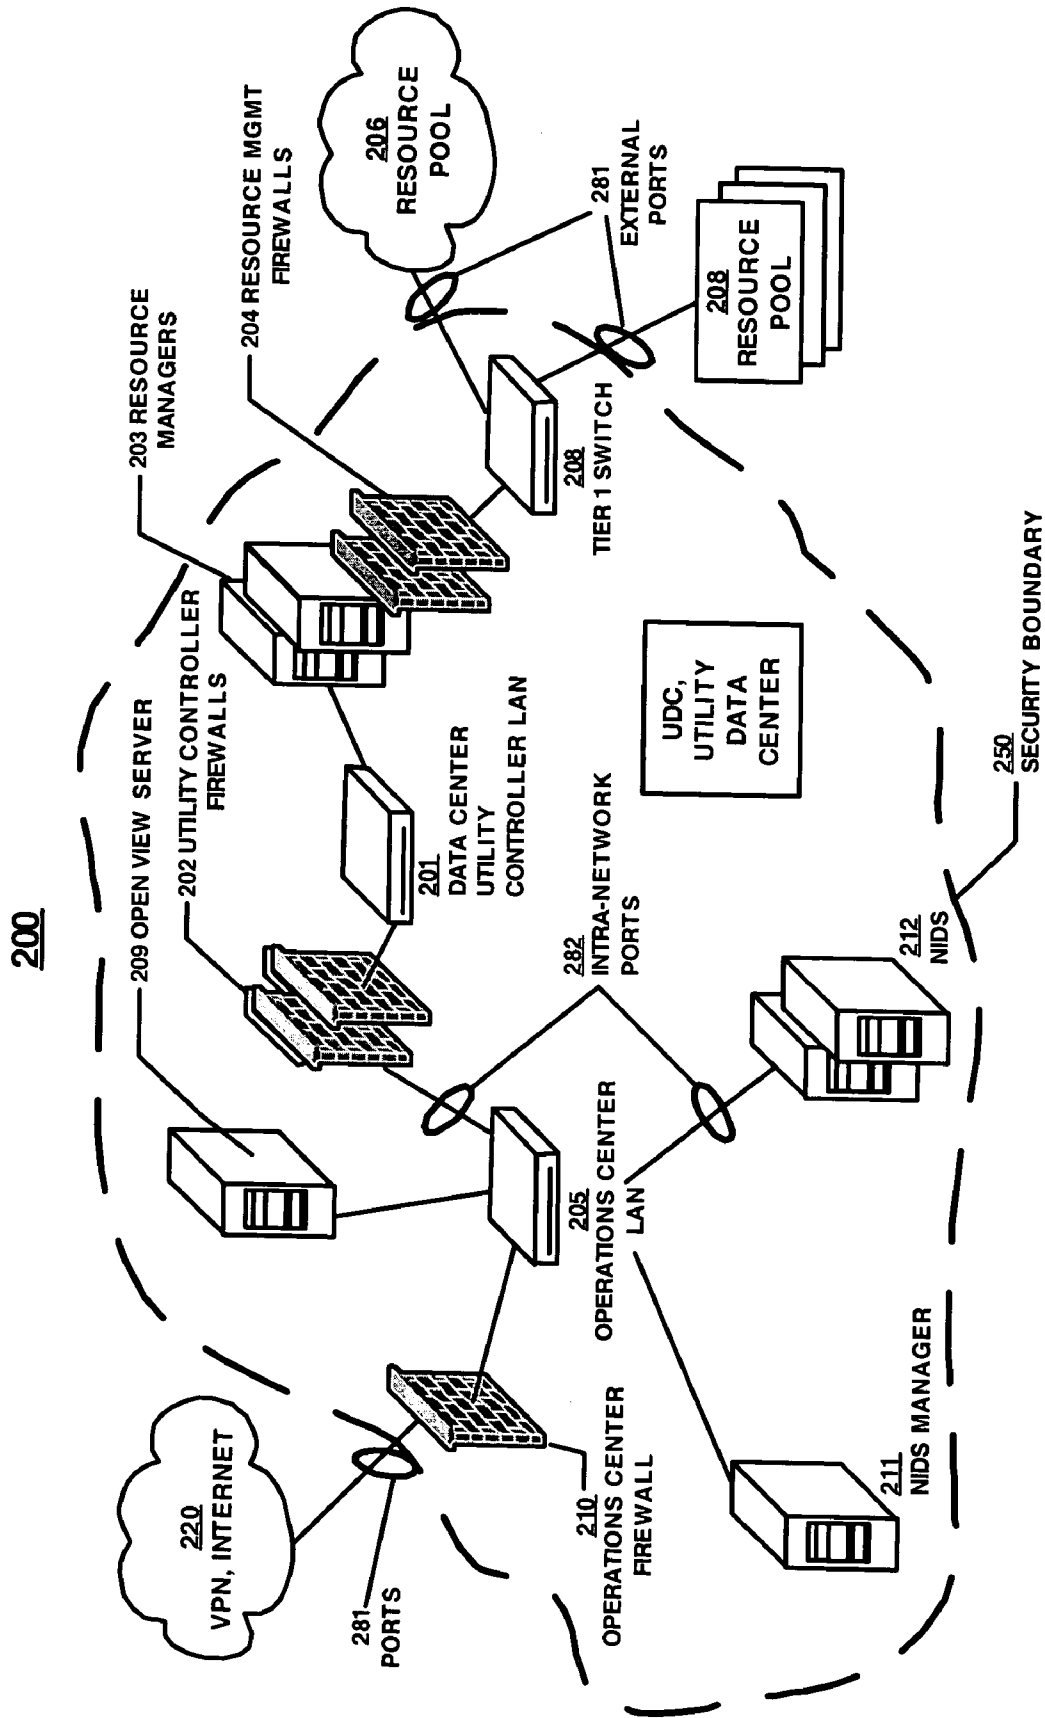 200
209 OPEN VIEW SERVER
202 UTILITY CONTROLLER
FIREWALLS
203 RESOURCE
MANAGERS
204 RESOURCE MGMT
FIREWALLS
220
VPN, INTERNET
281
PORTS
210
OPERATIONS CENTER
FIREWALL
205
OPERATIONS CENTER
LAN
201
DATA CENTER
UTILITY
CONTROLLER LAN
282
INTRA-NETWORK
PORTS
208
TIER 1 SWITCH
206
RESOURCE
POOL
281
EXTERNAL
PORTS
208
RESOURCE
POOL
UDC,
UTILITY
DATA
CENTER
211
NIDS MANAGER
212
NIDS
250
SECURITY BOUNDARY